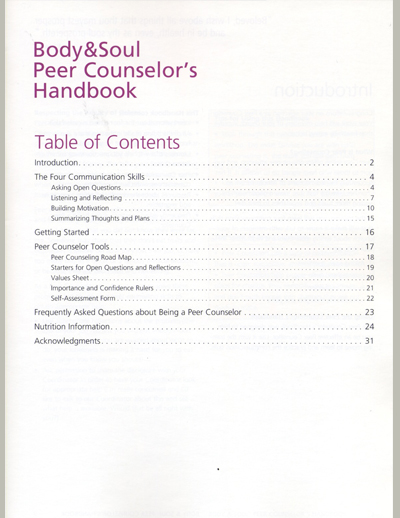 Body&Soul
Peer Counselor's
Handbook
Table of Contents
Introduction. . . . . . . . . . . . . . . . . . . . . . . . . . . . . . . . . . . . . . . . 2
The Four Communication Skills . . . . . . . . . . . . . . . . . . . . . . . . . . . . . . 4
Asking Open Questions. . . . . . . . . . . . . . . . . . . . . . . . . . . . . . . . . . 4
Listening and Reflecting . . . . . . . . . . . . . . . . . . . . . . . . . . . . . . . . . 7
Building Motivation . . . . . . . . . . . . . . . . . . . . . . . . . . . . . . . . . . . 10
Summarizing Thoughts and Plans . . . . . . . . . . . . . . . . . . . . . . . . . . . . . 15
Getting Started . . . . . . . . . . . . . . . . . . . . . . . . . . . . . . . . . . . . . 16
Peer Counselor Tools . . . . . . . . . . . . . . . . . . . . . . . . . . . . . . . . . . . 17
Peer Counseling Road Map. . . . . . . . . . . . . . . . . . . . . . . . . . . . . . . . . 18
Starters for Open Questions and Reflections . . . . . . . . . . . . . . . . . . . . . . . 19
Values Sheet . . . . . . . . . . . . . . . . . . . . . . . . . . . . . . . . . . . . . . 20
Importance and Confidence Rulers . . . . . . . . . . . . . . . . . . . . . . . . . . . . 21
Self-Assessment Form . . . . . . . . . . . . . . . . . . . . . . . . . . . . . . . . . . 22
Frequently Asked Questions about Being a Peer Counselor . . . . . . . . . . . . . . . . 23
Nutrition Information. . . . . . . . . . . . . . . . . . . . . . . . . . . . . . . . . . . 24
Acknowledgments. . . . . . . . . . . . . . . . . . . . . . . . . . . . . . . . . . . . . 31